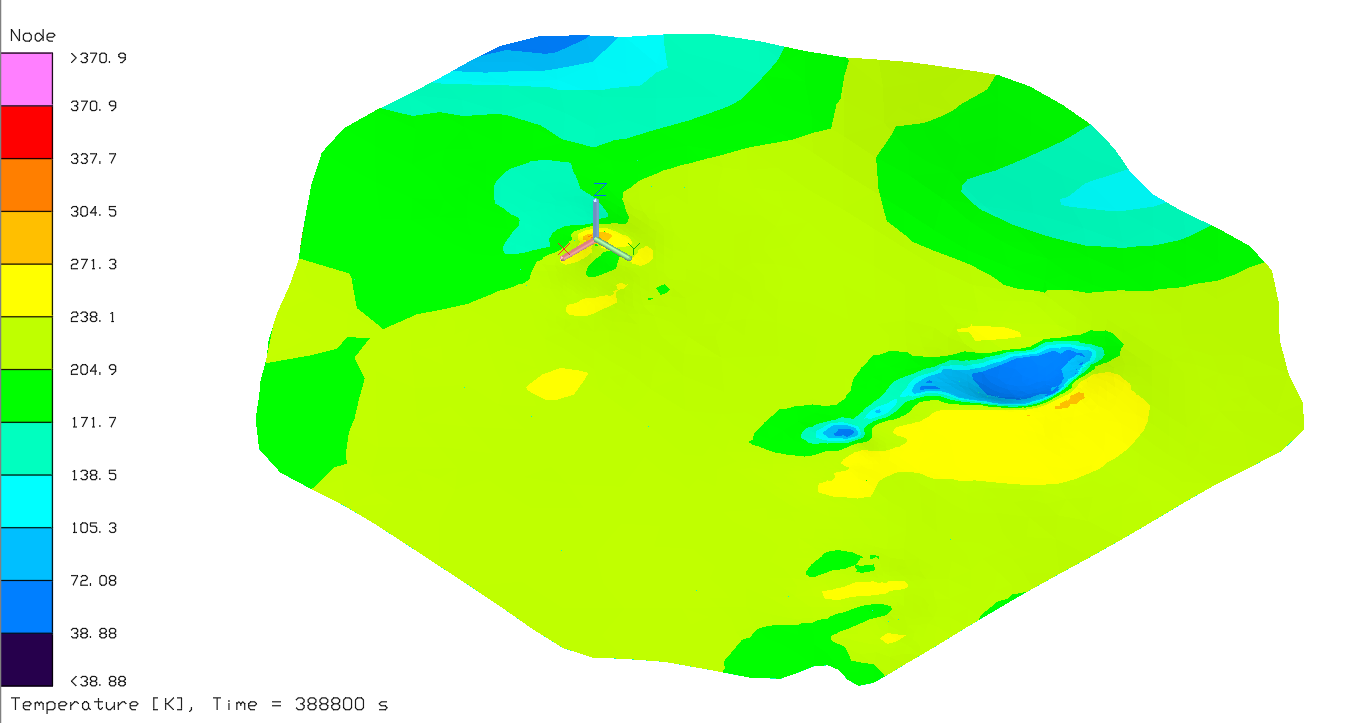 Node
>370.9
370.9
337.7
304.5
271.3
238.1
204.9
171.7
138.5
105.3
72.08
38.88
<38.88
Z
X
Y
Temperature [K], Time = 388800 s